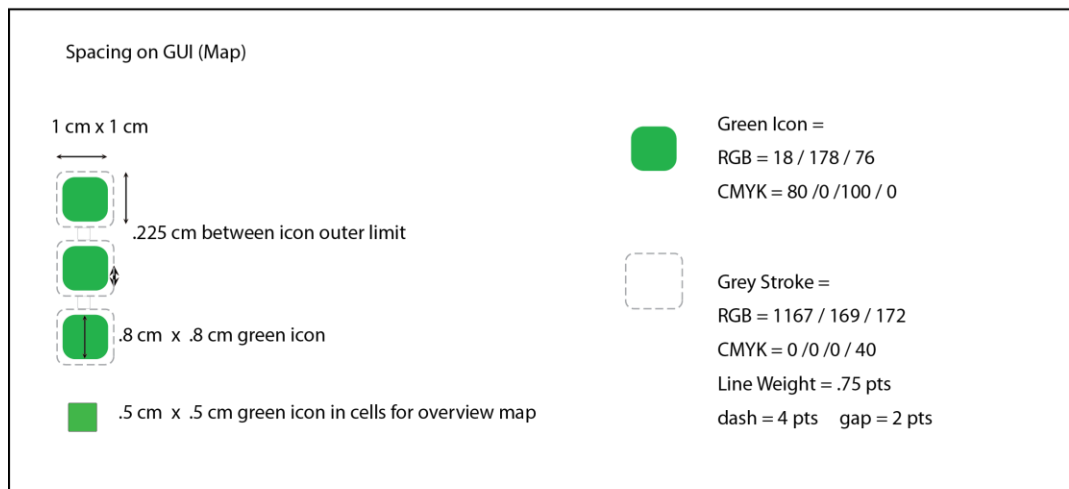 Spacing on GUI (Map)
1 cm x 1 cm
.225 cm between icon outer limit
.8 cm  x  .8 cm green icon
.5 cm  x  .5 cm green icon in cells for overview map
Green Icon =
RGB = 18 / 178 / 76
CMYK = 80 /0 /100 / 0
Grey Stroke =
RGB = 1167 / 169 / 172
CMYK = 0 /0 /0 / 40
Line Weight = .75 pts
dash = 4 pts    gap = 2 pts